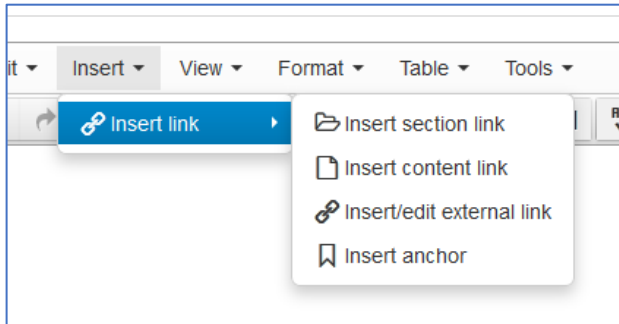 Insert View Format Table Tools
Insert link
Insert section link
Insert content link
Insert/edit external link
Insert anchor